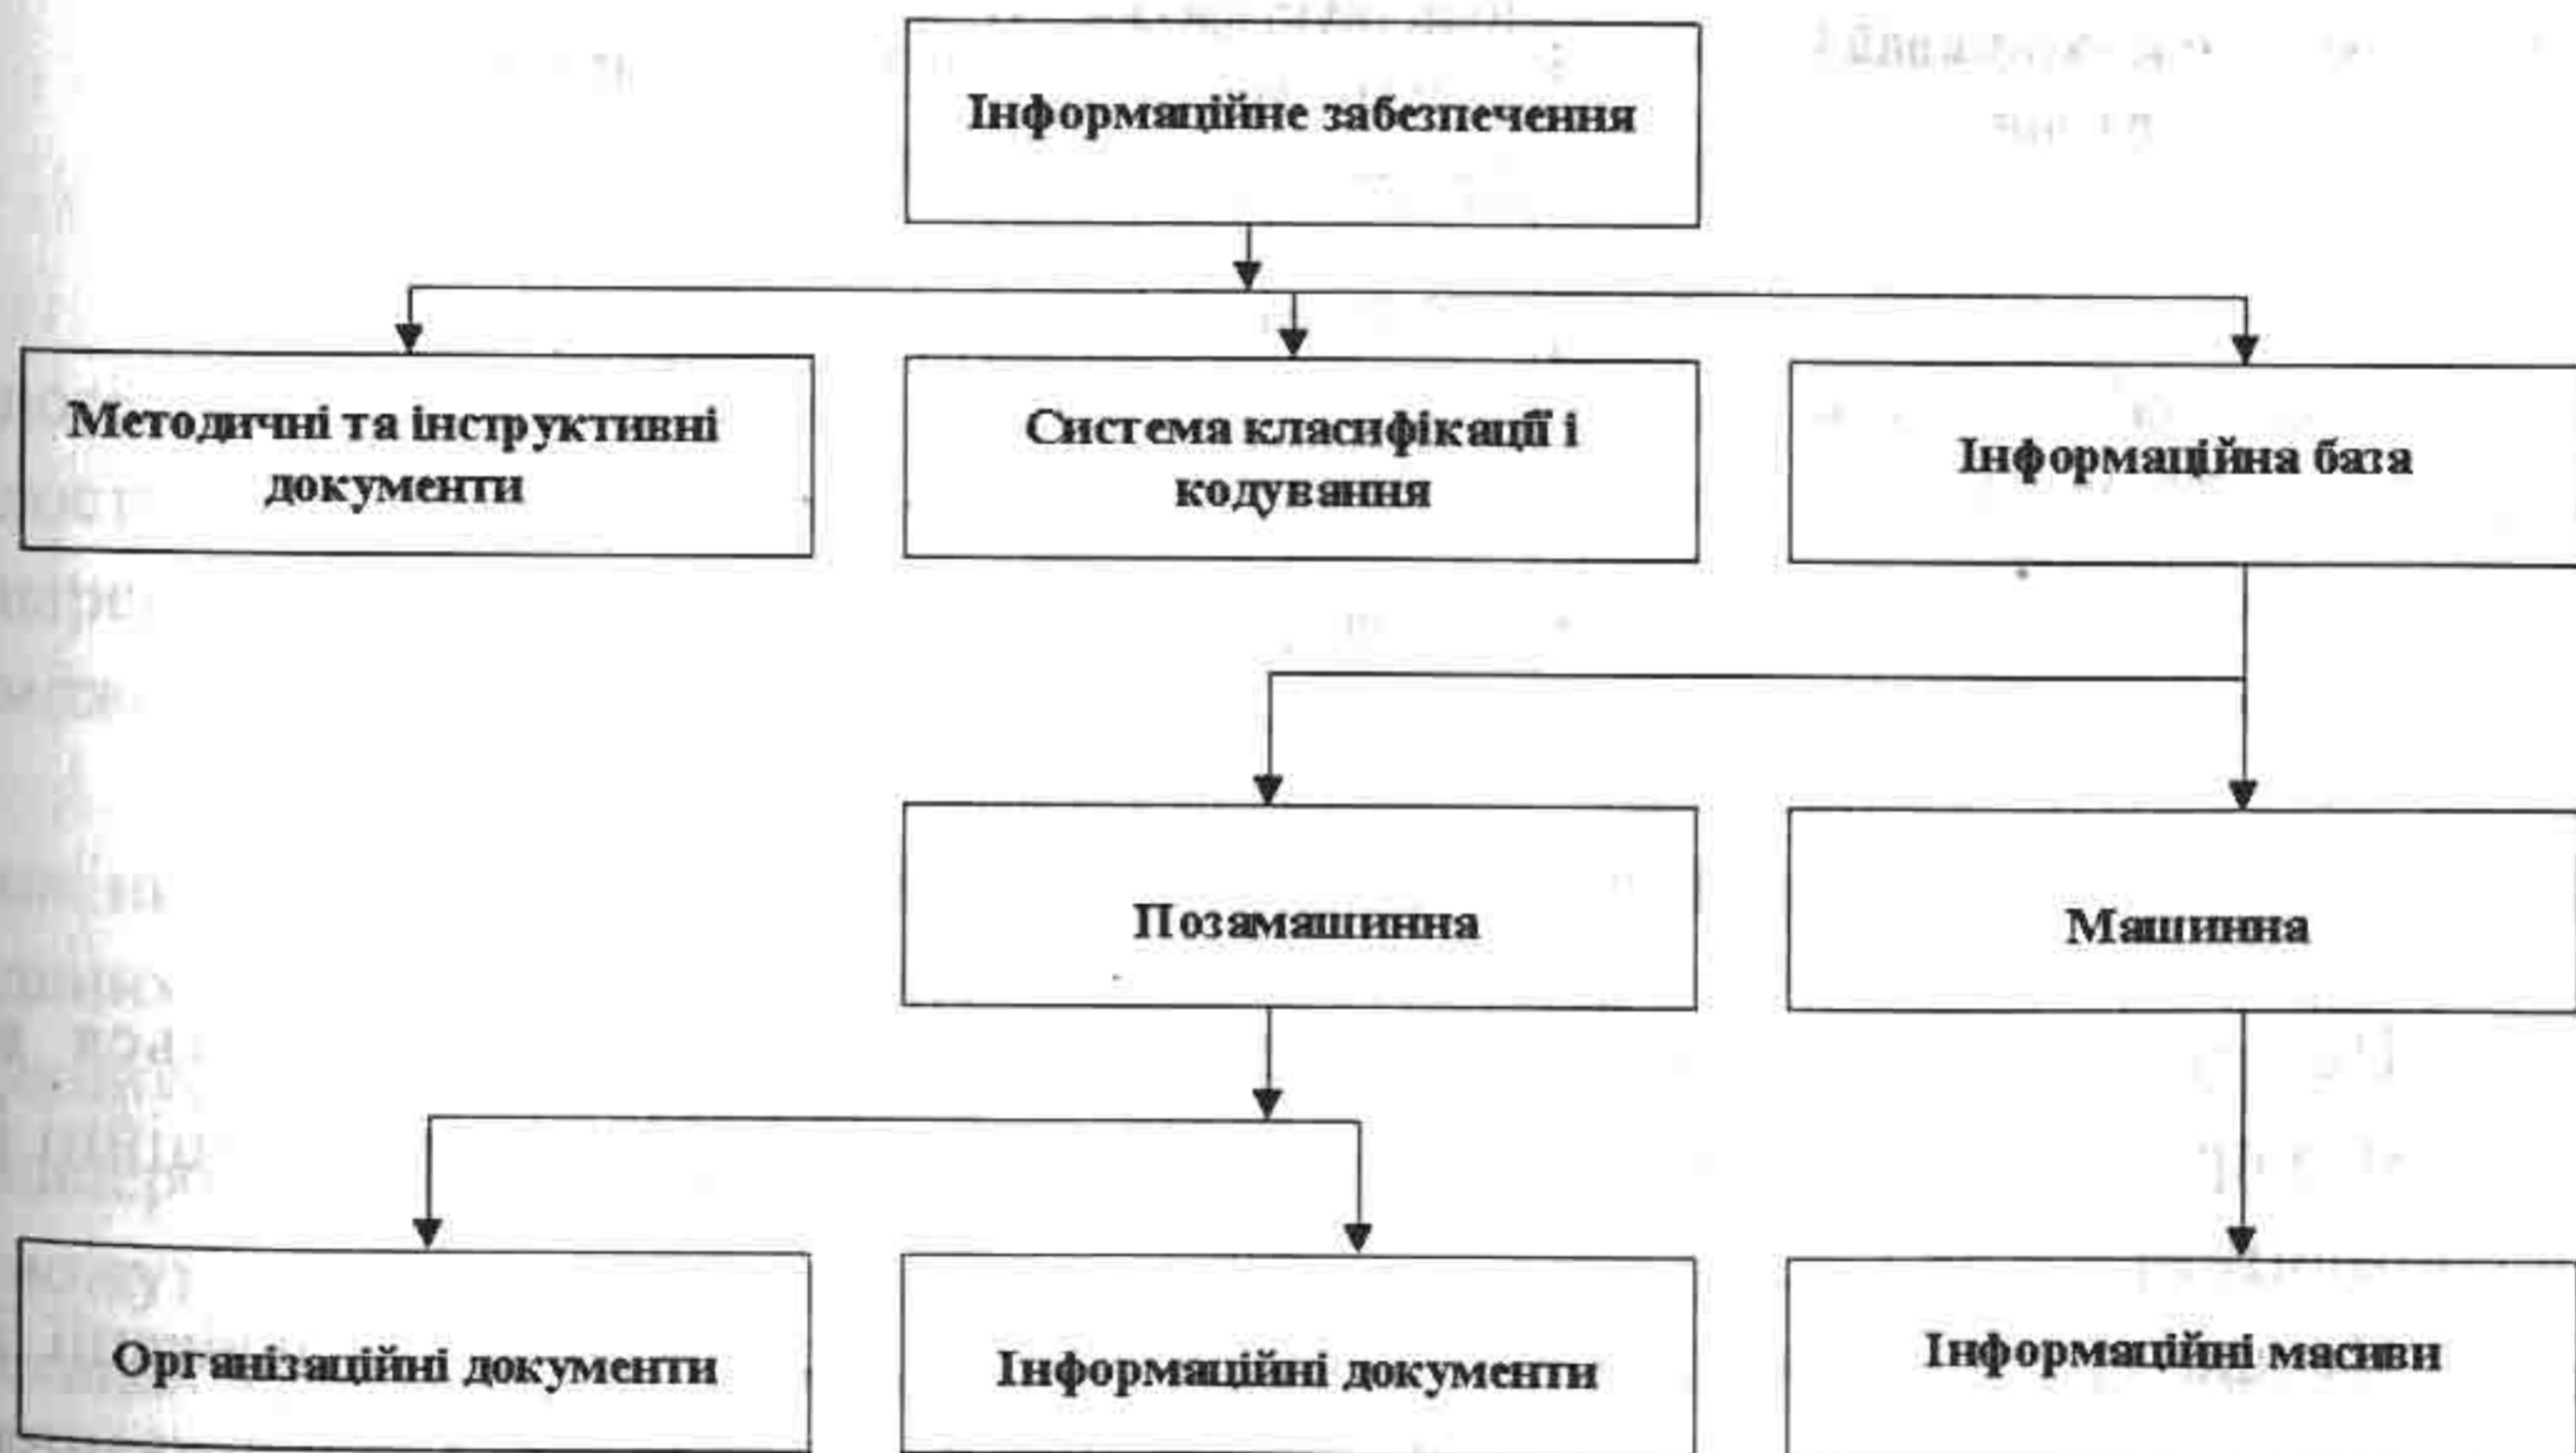 Інформаційне забезпечення
Методичні та інструктивні
документи
Система класифікації і
кодування
Інформаційна база
Позамашинна
Машинна
Організаційні документи
Інформаційні документи
Інформаційні масиви